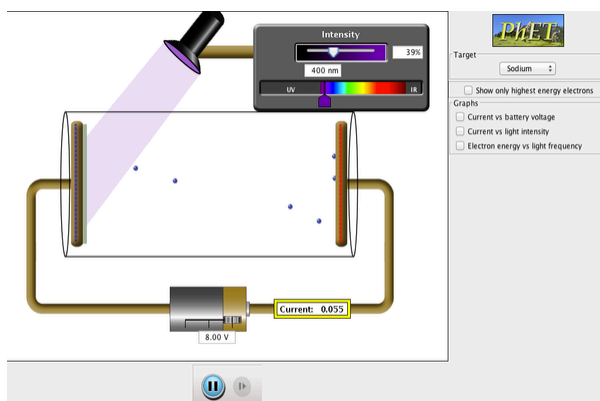 Intensity
39%
400 nm
UV
IR
PhET
Target
Sodium
Show only highest energy electrons
Graphs
Current vs battery voltage
Current vs light intensity
Electron energy vs light frequency
Current: 0.055
8.00 V